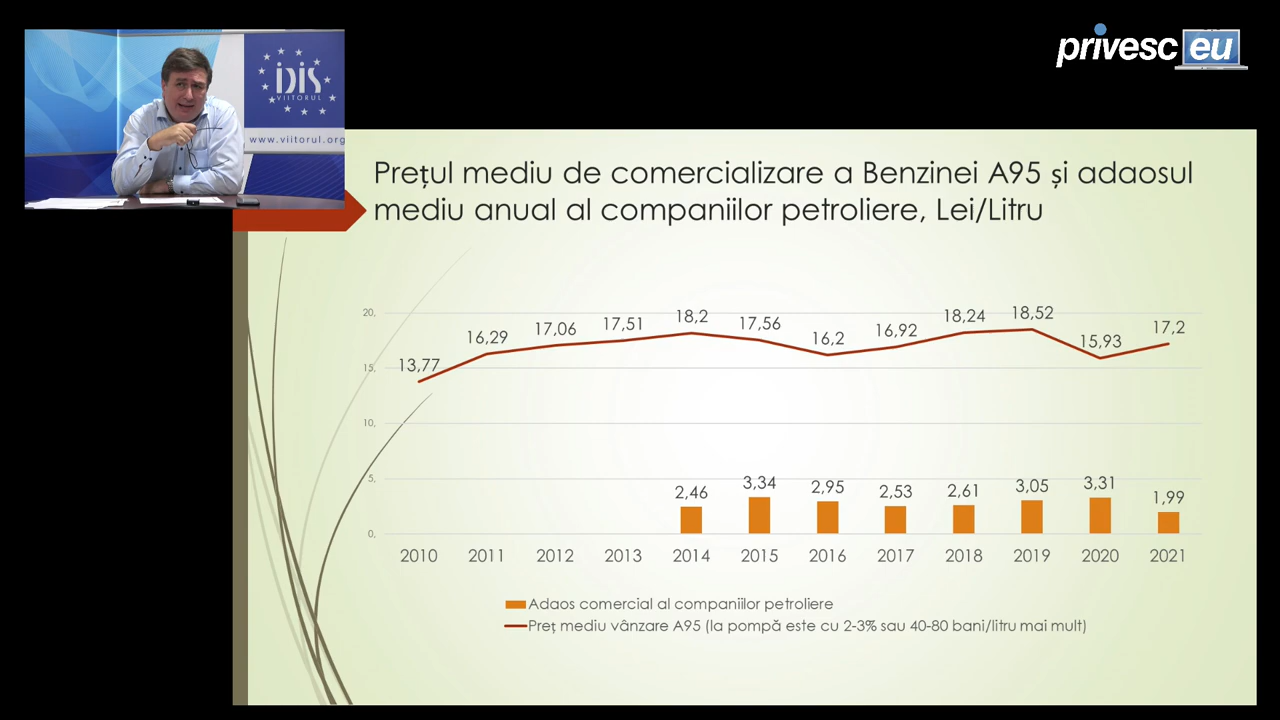 privesc eu
iDiS
VIITORUL
www.viitorul.org
Prețul mediu de comercializare a Benzinei A95 și adaosul
mediu anual al companiilor petroliere, Lei/Litru
20,
15,
10,
5,
0,
13,77 16,29 17,06 17,51 18,2 17,56 16,2 16,92 18,24 18,52 15,93 17,2
2,46 3,34 2,95 2,53 2,61 3,05 3,31 1,99
2010 2011 2012 2013 2014 2015 2016 2017 2018 2019 2020 2021
Adaos comercial al companiilor petroliere
Preț mediu vânzare A95 (la pompă este cu 2-3% sau 40-80 bani/litru mai mult)